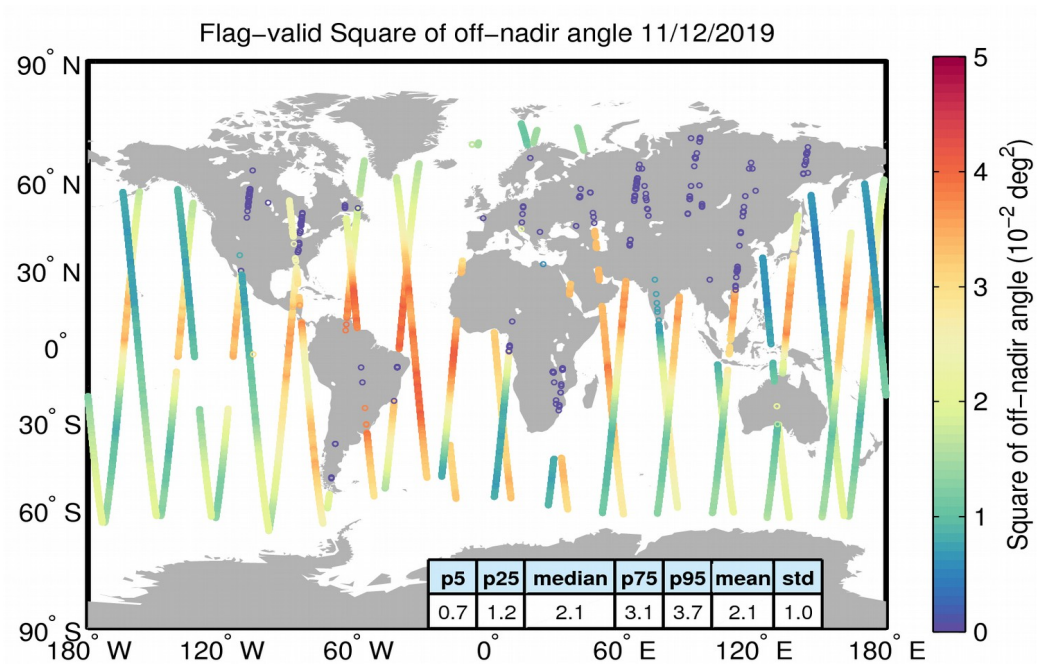 Flag−valid Square of off−nadir angle 11/12/2019
90° N
60° N
30° N
0°
30° S
60° S
90° S
180° W
120° W
60° W
0°
60° E
120° E
180° E
p5 p25 median p75 p95 mean std
0.7 1.2 2.1 3.1 3.7 2.1 1.0
5
4
3
2
1
0
Square of off−nadir angle (10⁻² deg²)